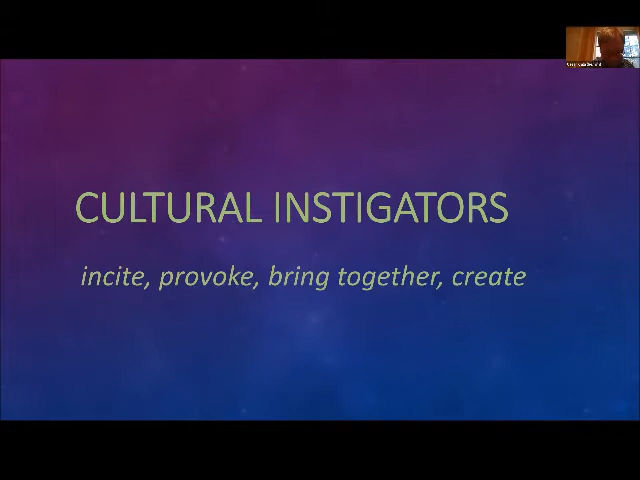 CULTURAL INSTIGATORS
incite, provoke, bring together, create